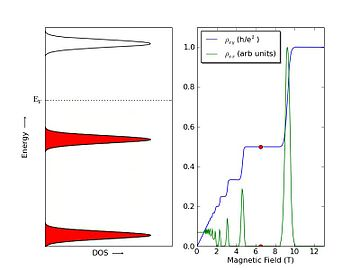 E_F
Energy →
DOS →
ρ_xy (h/e²)
ρ_xx (arb units)
1.0
0.8
0.6
0.4
0.2
0.0
0 2 4 6 8 10 12
Magnetic Field (T)